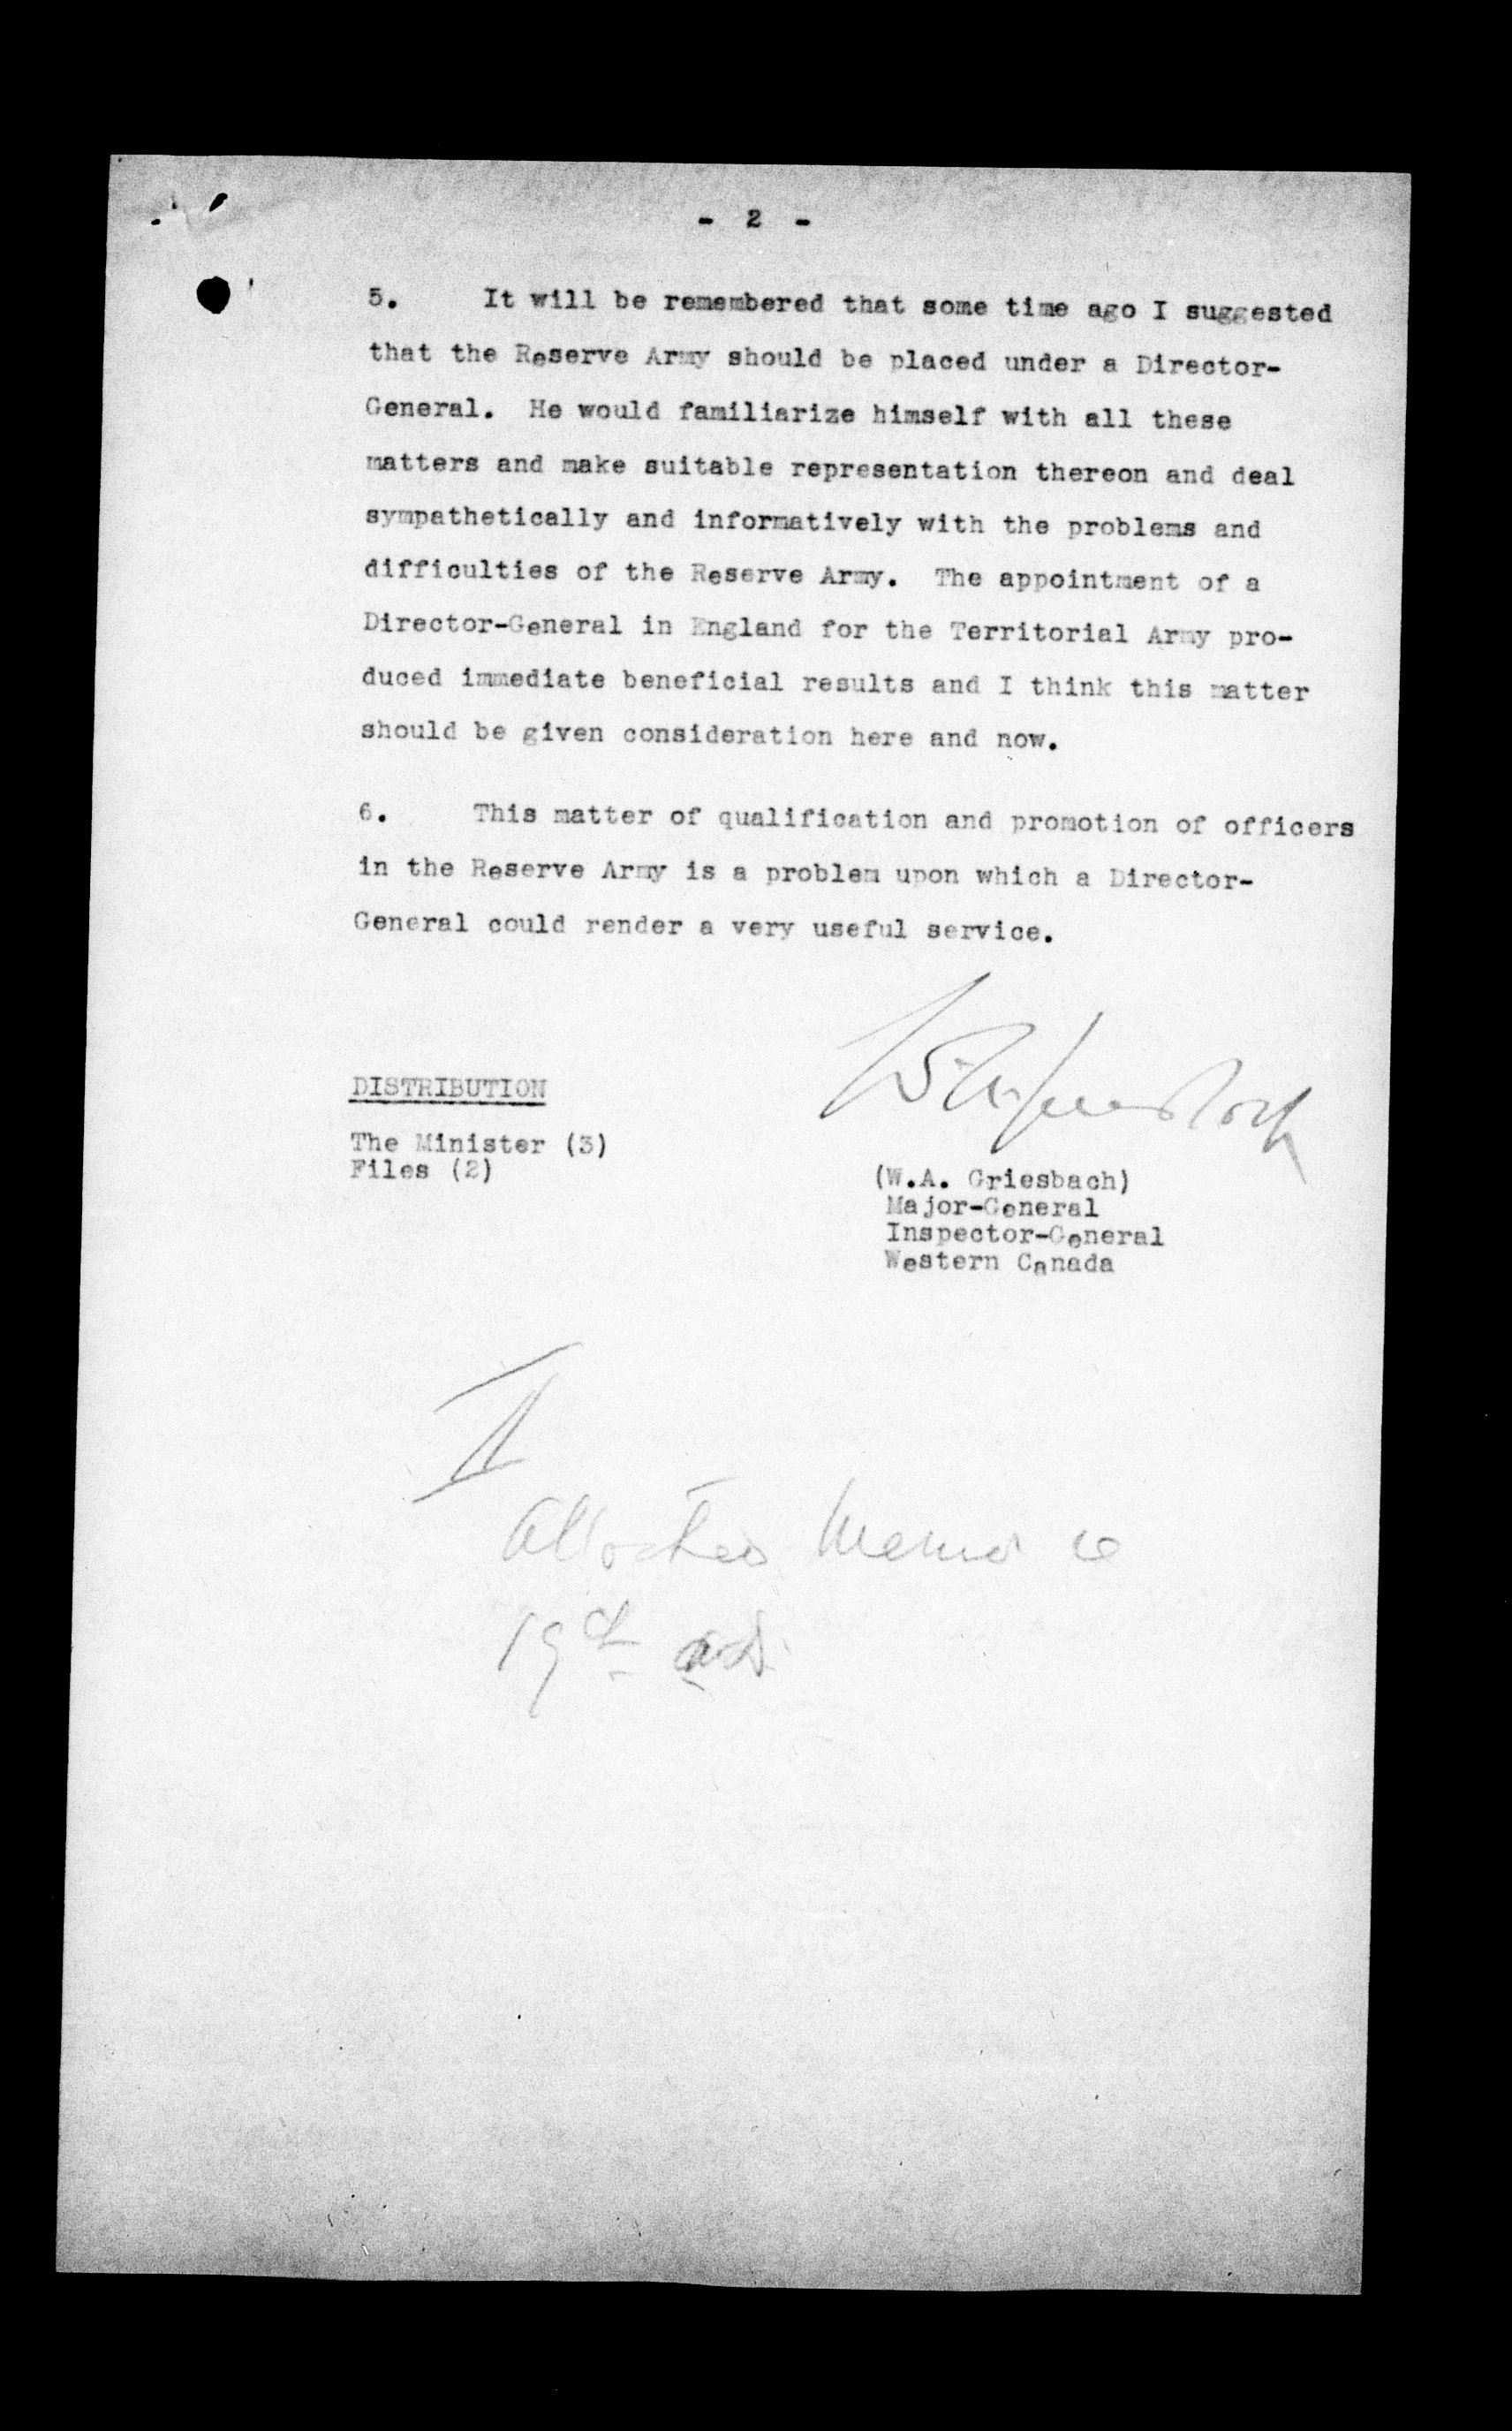 - 2 -
5. It will be remembered that some time ago I suggested
that the Reserve Army should be placed under a Director-
General. He would familiarize himself with all these
matters and make suitable representation thereon and deal
sympathetically and informatively with the problems and
difficulties of the Reserve Army. The appointment of a
Director-General in England for the Territorial Army pro-
duced immediate beneficial results and I think this matter
should be given consideration here and now.
6. This matter of qualification and promotion of officers
in the Reserve Army is a problem upon which a Director-
General could render a very useful service.
W.A. Griesbach
DISTRIBUTION
The Minister (3)
Files (2)
(W.A. Griesbach)
Major-General
Inspector-General
Western Canada
II
Memo
19